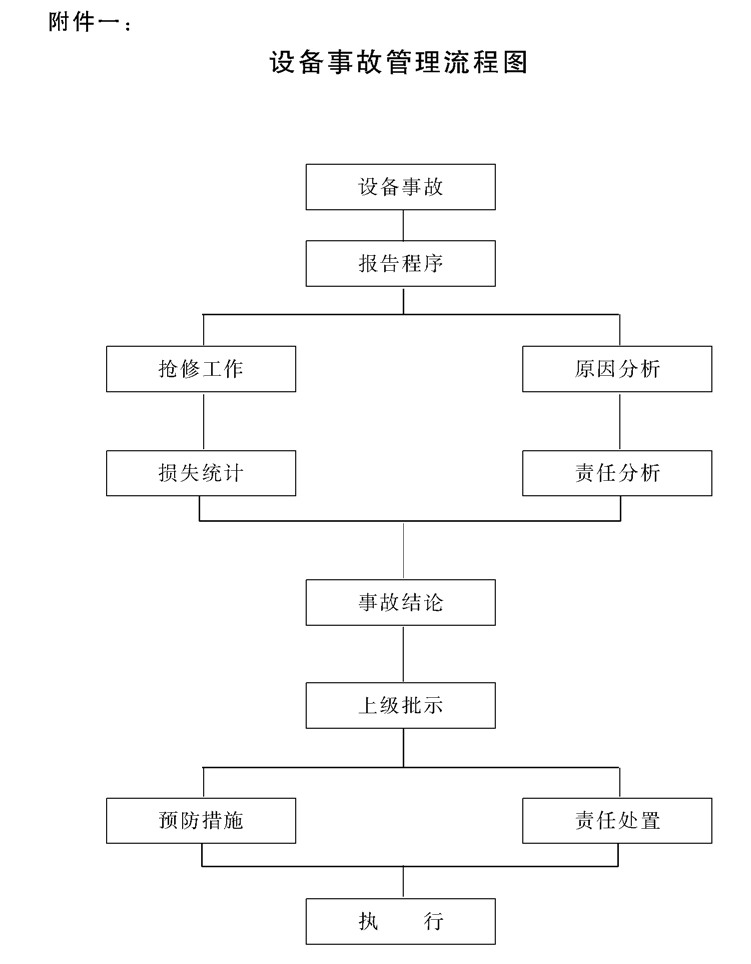 附件一：
设备事故管理流程图
设备事故
报告程序
抢修工作
原因分析
损失统计
责任分析
事故结论
上级批示
预防措施
责任处置
执　　行